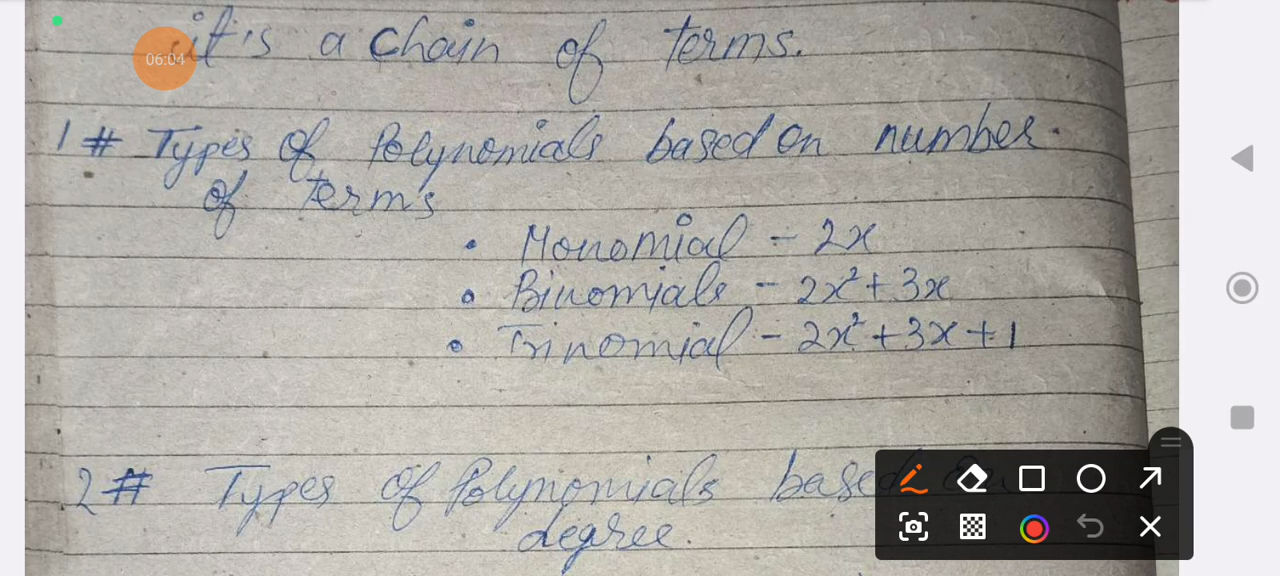 it's a chain of terms.
06:04
1 # Types of Polynomials based on number
of terms
• Monomial - 2x
• Binomials - 2x² + 3x
• Trinomial - 2x² + 3x + 1
2 # Types of Polynomials based
degree.